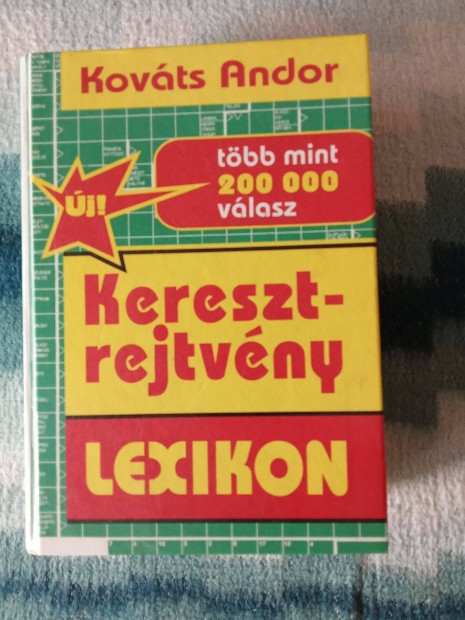 Kováts Andor
több mint
200 000
válasz
Új!
Kereszt-
rejtvény
LEXIKON